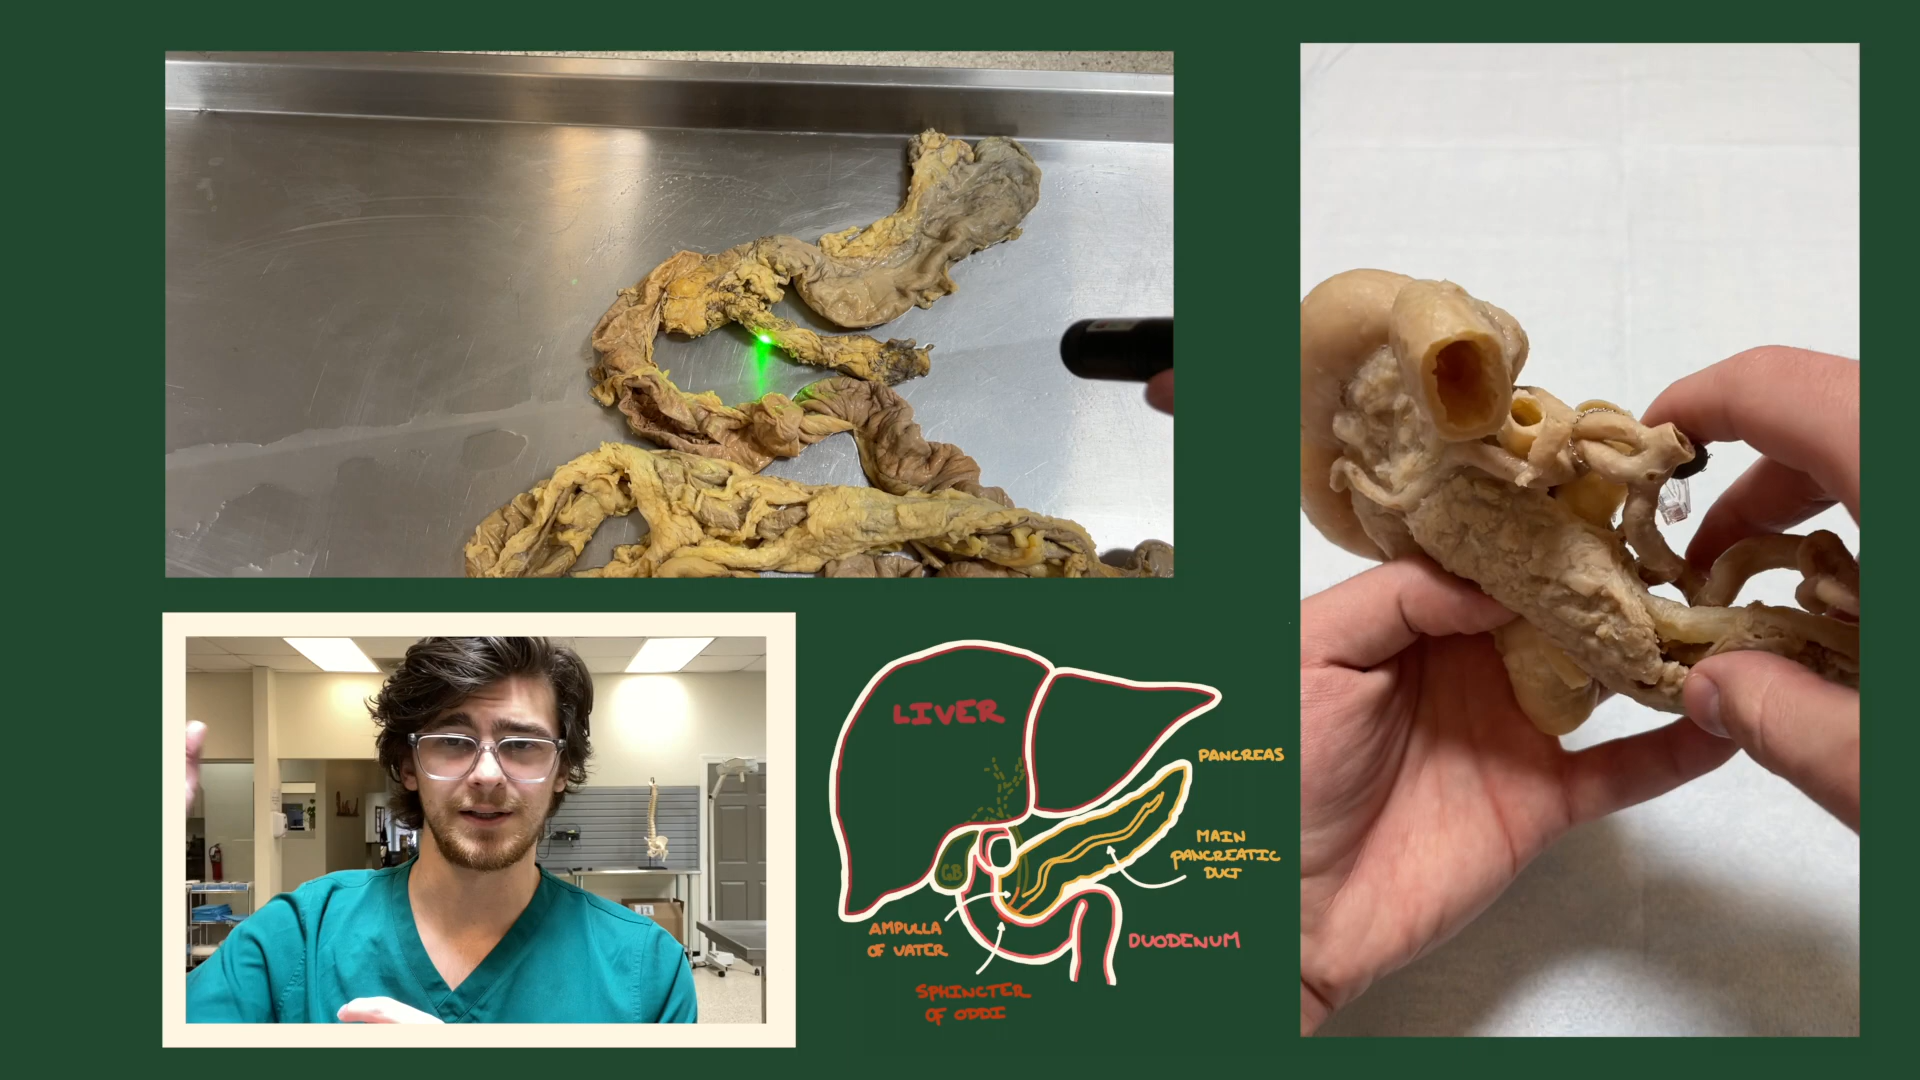 LIVER
PANCREAS
MAIN
PANCREATIC
DUCT
GB
AMPULLA
OF VATER
DUODENUM
SPHINCTER
OF ODDI